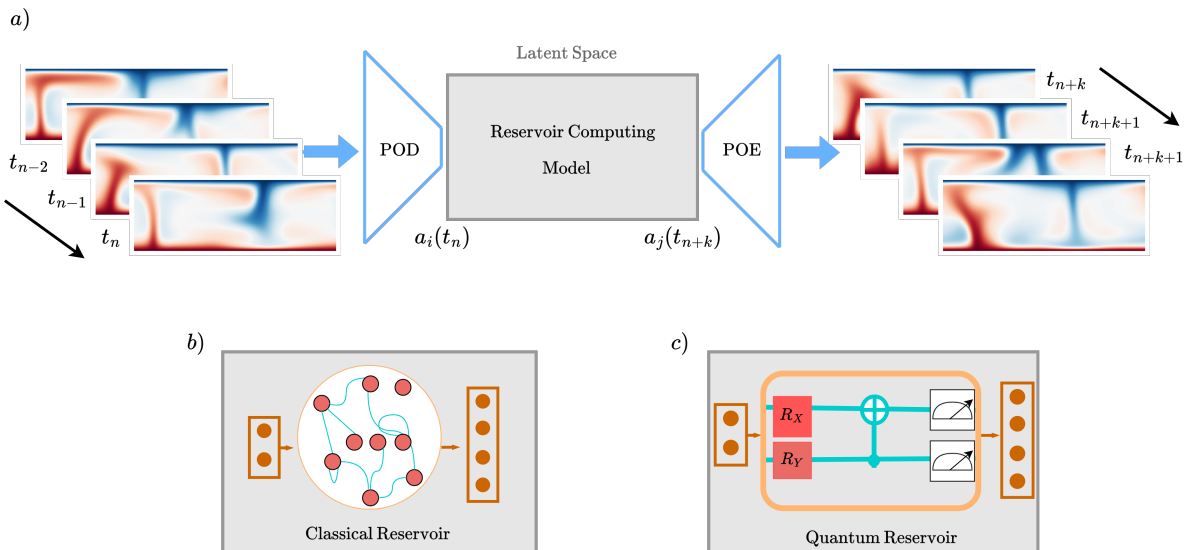 a)
Latent Space
Reservoir Computing
Model
POD
POE
t_{n-2}
t_{n-1}
t_n
a_i(t_n)
a_j(t_{n+k})
t_{n+k}
t_{n+k+1}
t_{n+k+1}
b)
Classical Reservoir
c)
R_X
R_Y
Quantum Reservoir